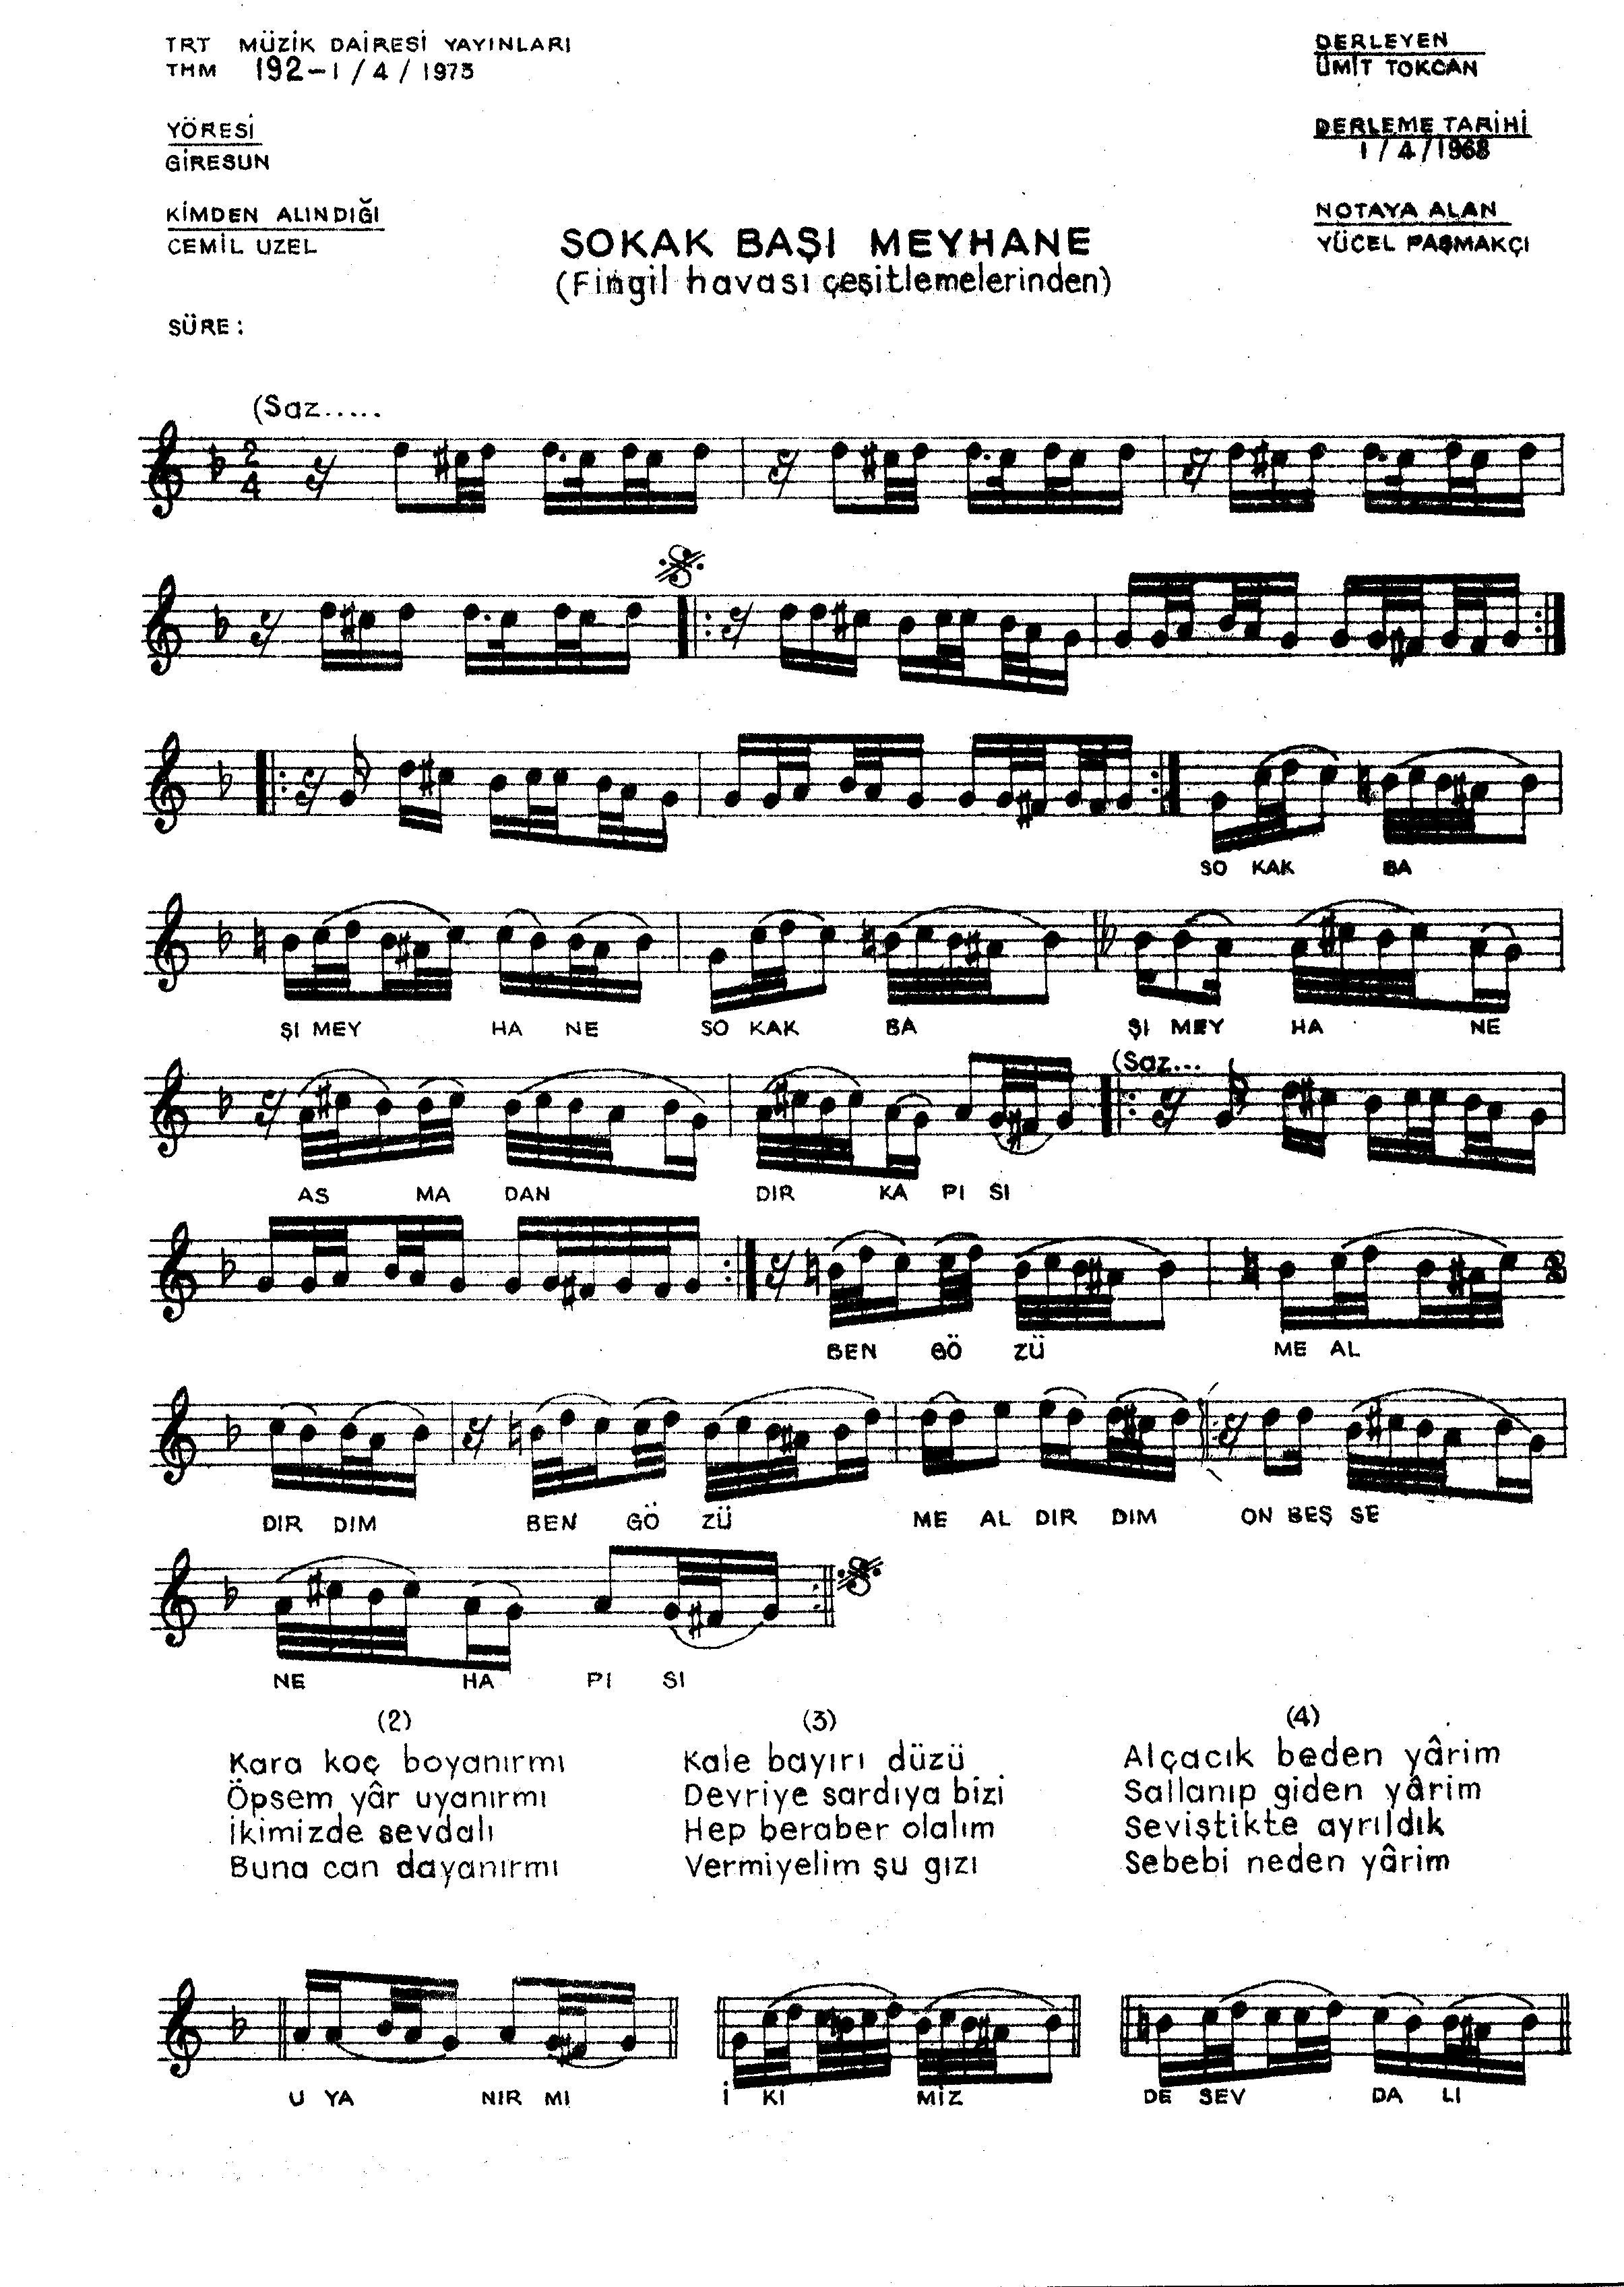 TRT MÜZİK DAİRESİ YAYINLARI
THM 192-1/4/1973
YÖRESİ
GİRESUN
KİMDEN ALINDIĞI
CEMİL UZEL
SÜRE:
DERLEYEN
ÜMİT TOKCAN
DERLEME TARİHİ
1/4/1968
NOTAYA ALAN
YÜCEL PAŞMAKÇI
SOKAK BAŞI MEYHANE
(Fingil havası çeşitlemelerinden)
(Saz.....
2
4
SO KAK BA
ŞI MEY HA NE SO KAK BA ŞI MEY HA NE
(Saz...
AS MA DAN DIR KA PI SI
BEN GÖ ZÜ ME AL
DIR DIM BEN GÖ ZÜ ME AL DIR DIM ON BEŞ SE
NE HA PI SI
(2)
Kara koç boyanırmı
Öpsem yâr uyanırmı
İkimizde sevdalı
Buna can dayanırmı
(3)
Kale bayırı düzü
Devriye sardıya bizi
Hep beraber olalım
Vermiyelim şu gızı
(4)
Alçacık beden yârim
Sallanıp giden yârim
Seviştikte ayrıldık
Sebebi neden yârim
U YA NIR MI İ Kİ MİZ DE SEV DA LI